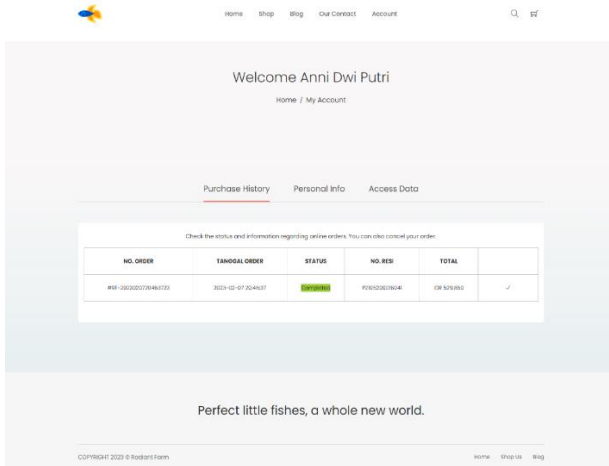 Home Shop Blog Our Contact Account
Welcome Anni Dwi Putri
Home / My Account
Purchase History Personal Info Access Data
Check the status and information regarding online orders. You can also cancel your order.
NO. ORDER TANGGAL ORDER STATUS NO. RESI TOTAL
Completed
Perfect little fishes, a whole new world.
COPYRIGHT 2023 © Radiant Farm Home Shop Us Blog